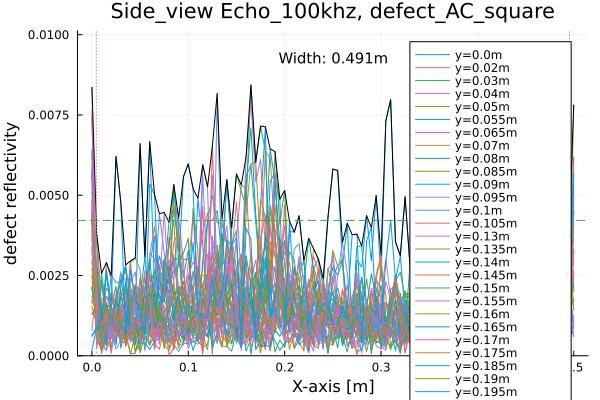 Side_view Echo_100khz, defect_AC_square
0.0100
0.0075
0.0050
0.0025
0.0000
defect reflectivity
Width: 0.491m
y=0.0m
y=0.02m
y=0.03m
y=0.04m
y=0.05m
y=0.055m
y=0.065m
y=0.07m
y=0.08m
y=0.085m
y=0.09m
y=0.095m
y=0.1m
y=0.105m
y=0.13m
y=0.135m
y=0.14m
y=0.145m
y=0.15m
y=0.155m
y=0.16m
y=0.165m
y=0.17m
y=0.175m
y=0.185m
y=0.19m
y=0.195m
0.0 0.1 0.2 0.3 .5
X-axis [m]